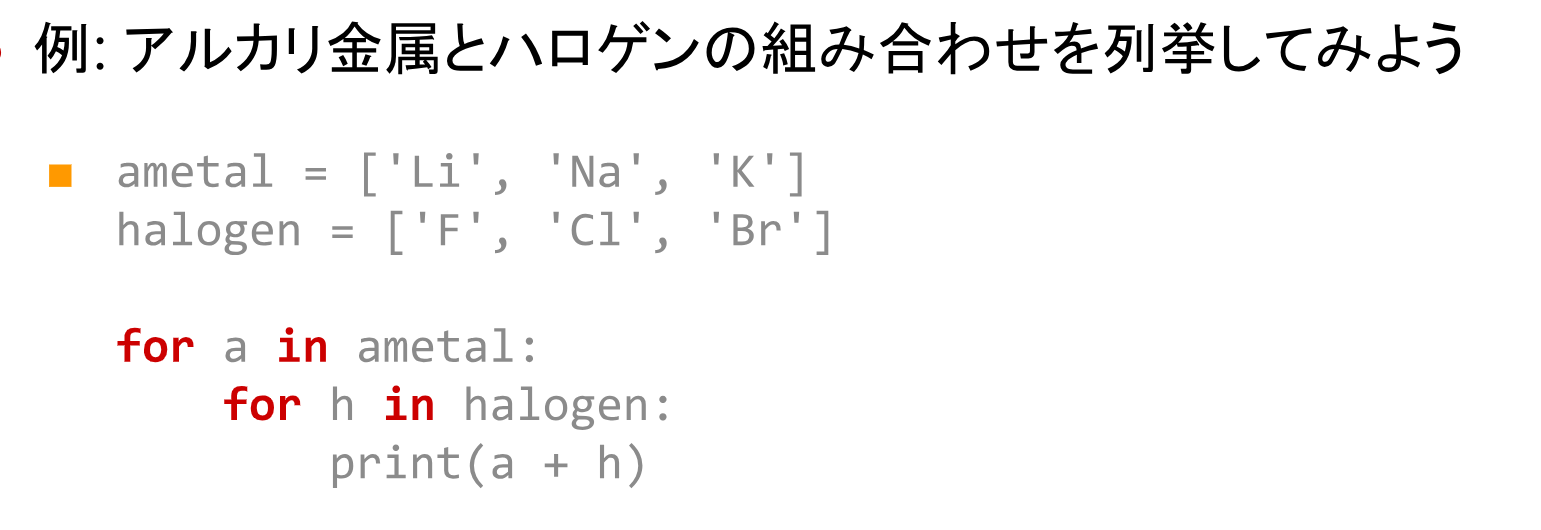 例: アルカリ金属とハロゲンの組み合わせを列挙してみよう
ametal = ['Li', 'Na', 'K']
halogen = ['F', 'Cl', 'Br']
for a in ametal:
    for h in halogen:
        print(a + h)